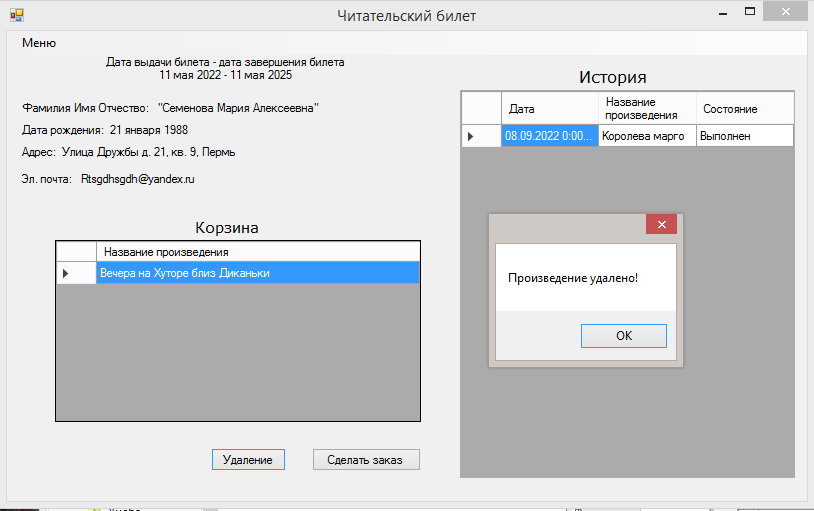 Читательский билет
Меню
Дата выдачи билета - дата завершения билета
11 мая 2022 - 11 мая 2025
Фамилия Имя Отчество: "Семенова Мария Алексеевна"
Дата рождения: 21 января 1988
Адрес: Улица Дружбы д. 21, кв. 9, Пермь
Эл. почта: Rtsgdhsgdh@yandex.ru
Корзина
Название произведения
Вечера на Хуторе близ Диканьки
Удаление
Сделать заказ
История
Дата
Название
произведения
Состояние
08.09.2022 0:00...
Королева марго
Выполнен
Произведение удалено!
OK